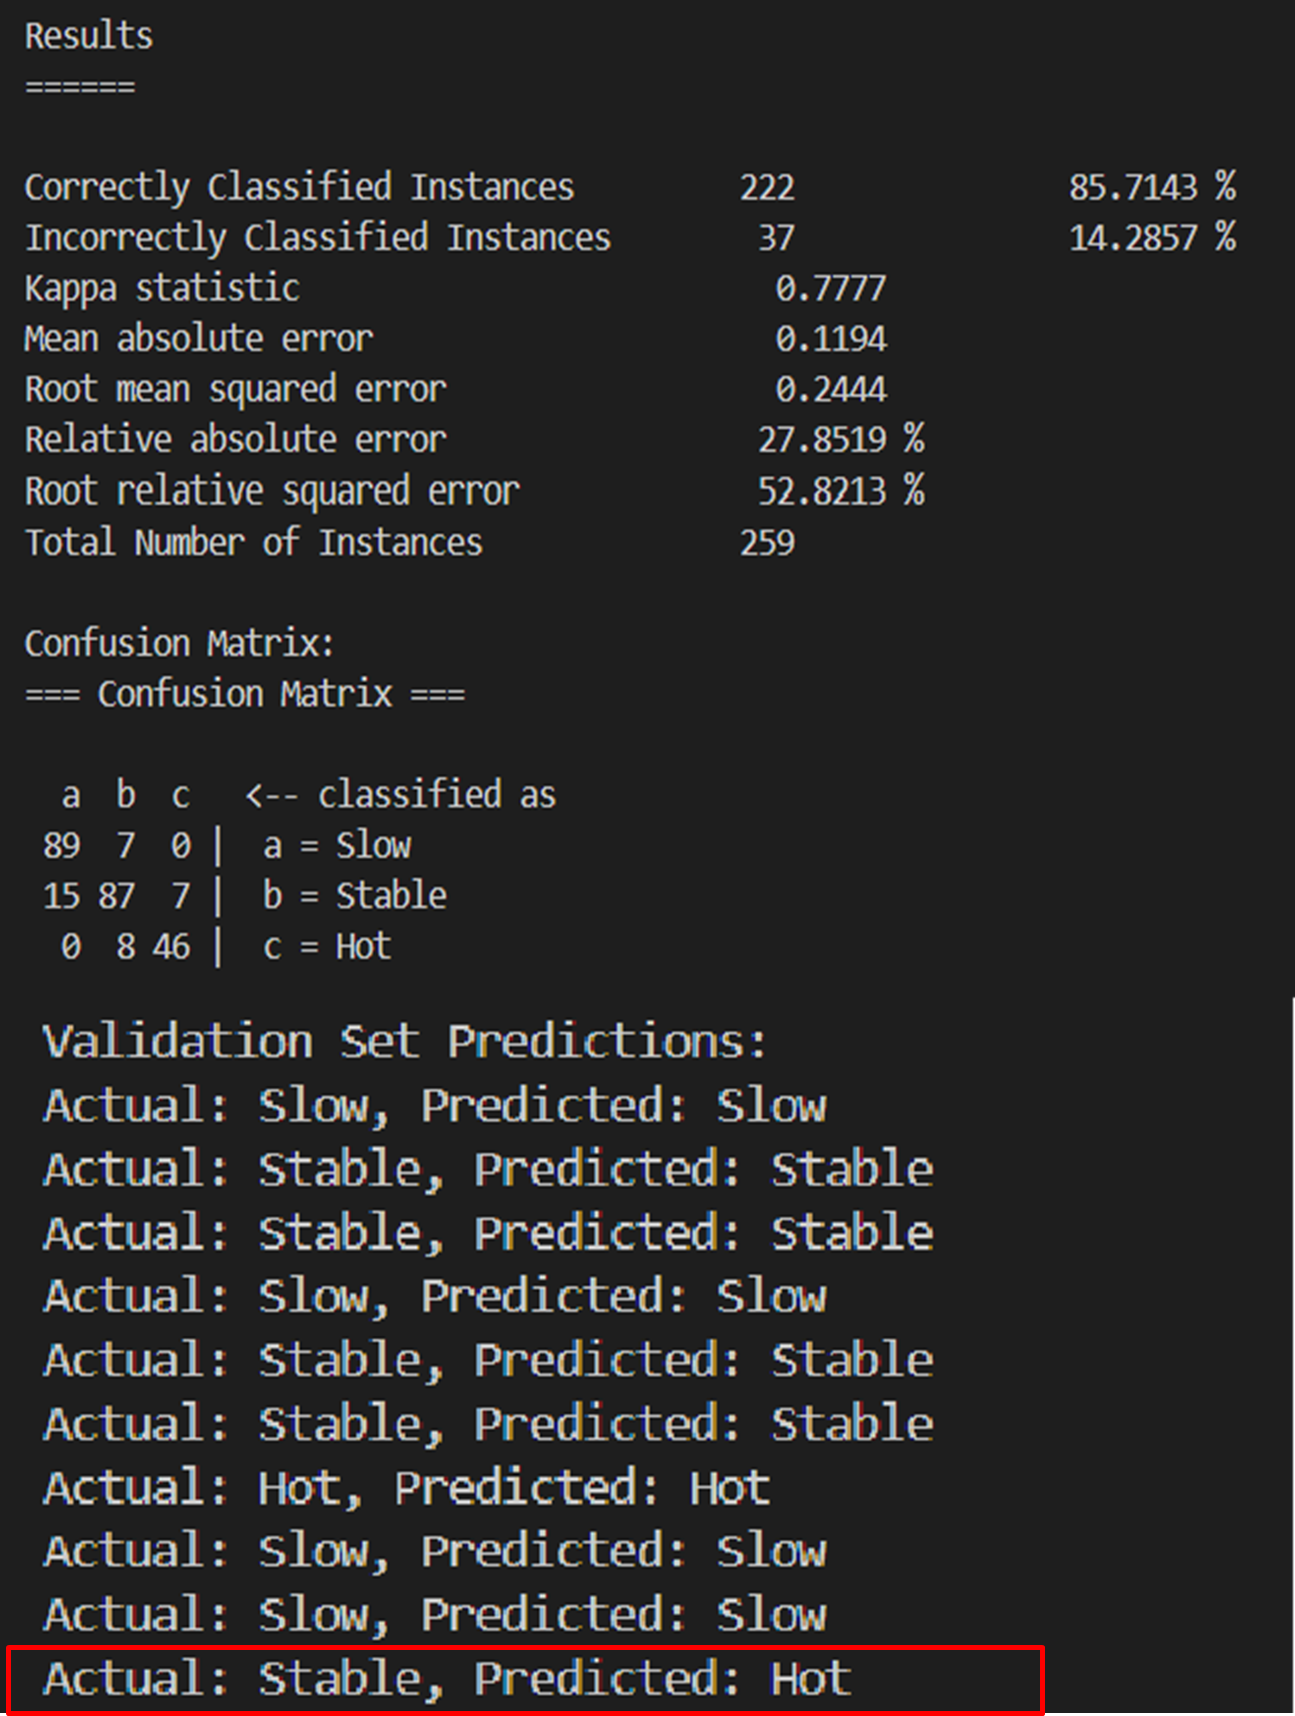 Results
======
Correctly Classified Instances         222               85.7143 %
Incorrectly Classified Instances        37               14.2857 %
Kappa statistic                          0.7777
Mean absolute error                      0.1194
Root mean squared error                  0.2444
Relative absolute error                 27.8519 %
Root relative squared error             52.8213 %
Total Number of Instances              259
Confusion Matrix:
=== Confusion Matrix ===
  a  b  c   <-- classified as
 89  7  0 |  a = Slow
 15 87  7 |  b = Stable
  0  8 46 |  c = Hot
Validation Set Predictions:
Actual: Slow, Predicted: Slow
Actual: Stable, Predicted: Stable
Actual: Stable, Predicted: Stable
Actual: Slow, Predicted: Slow
Actual: Stable, Predicted: Stable
Actual: Stable, Predicted: Stable
Actual: Hot, Predicted: Hot
Actual: Slow, Predicted: Slow
Actual: Slow, Predicted: Slow
Actual: Stable, Predicted: Hot